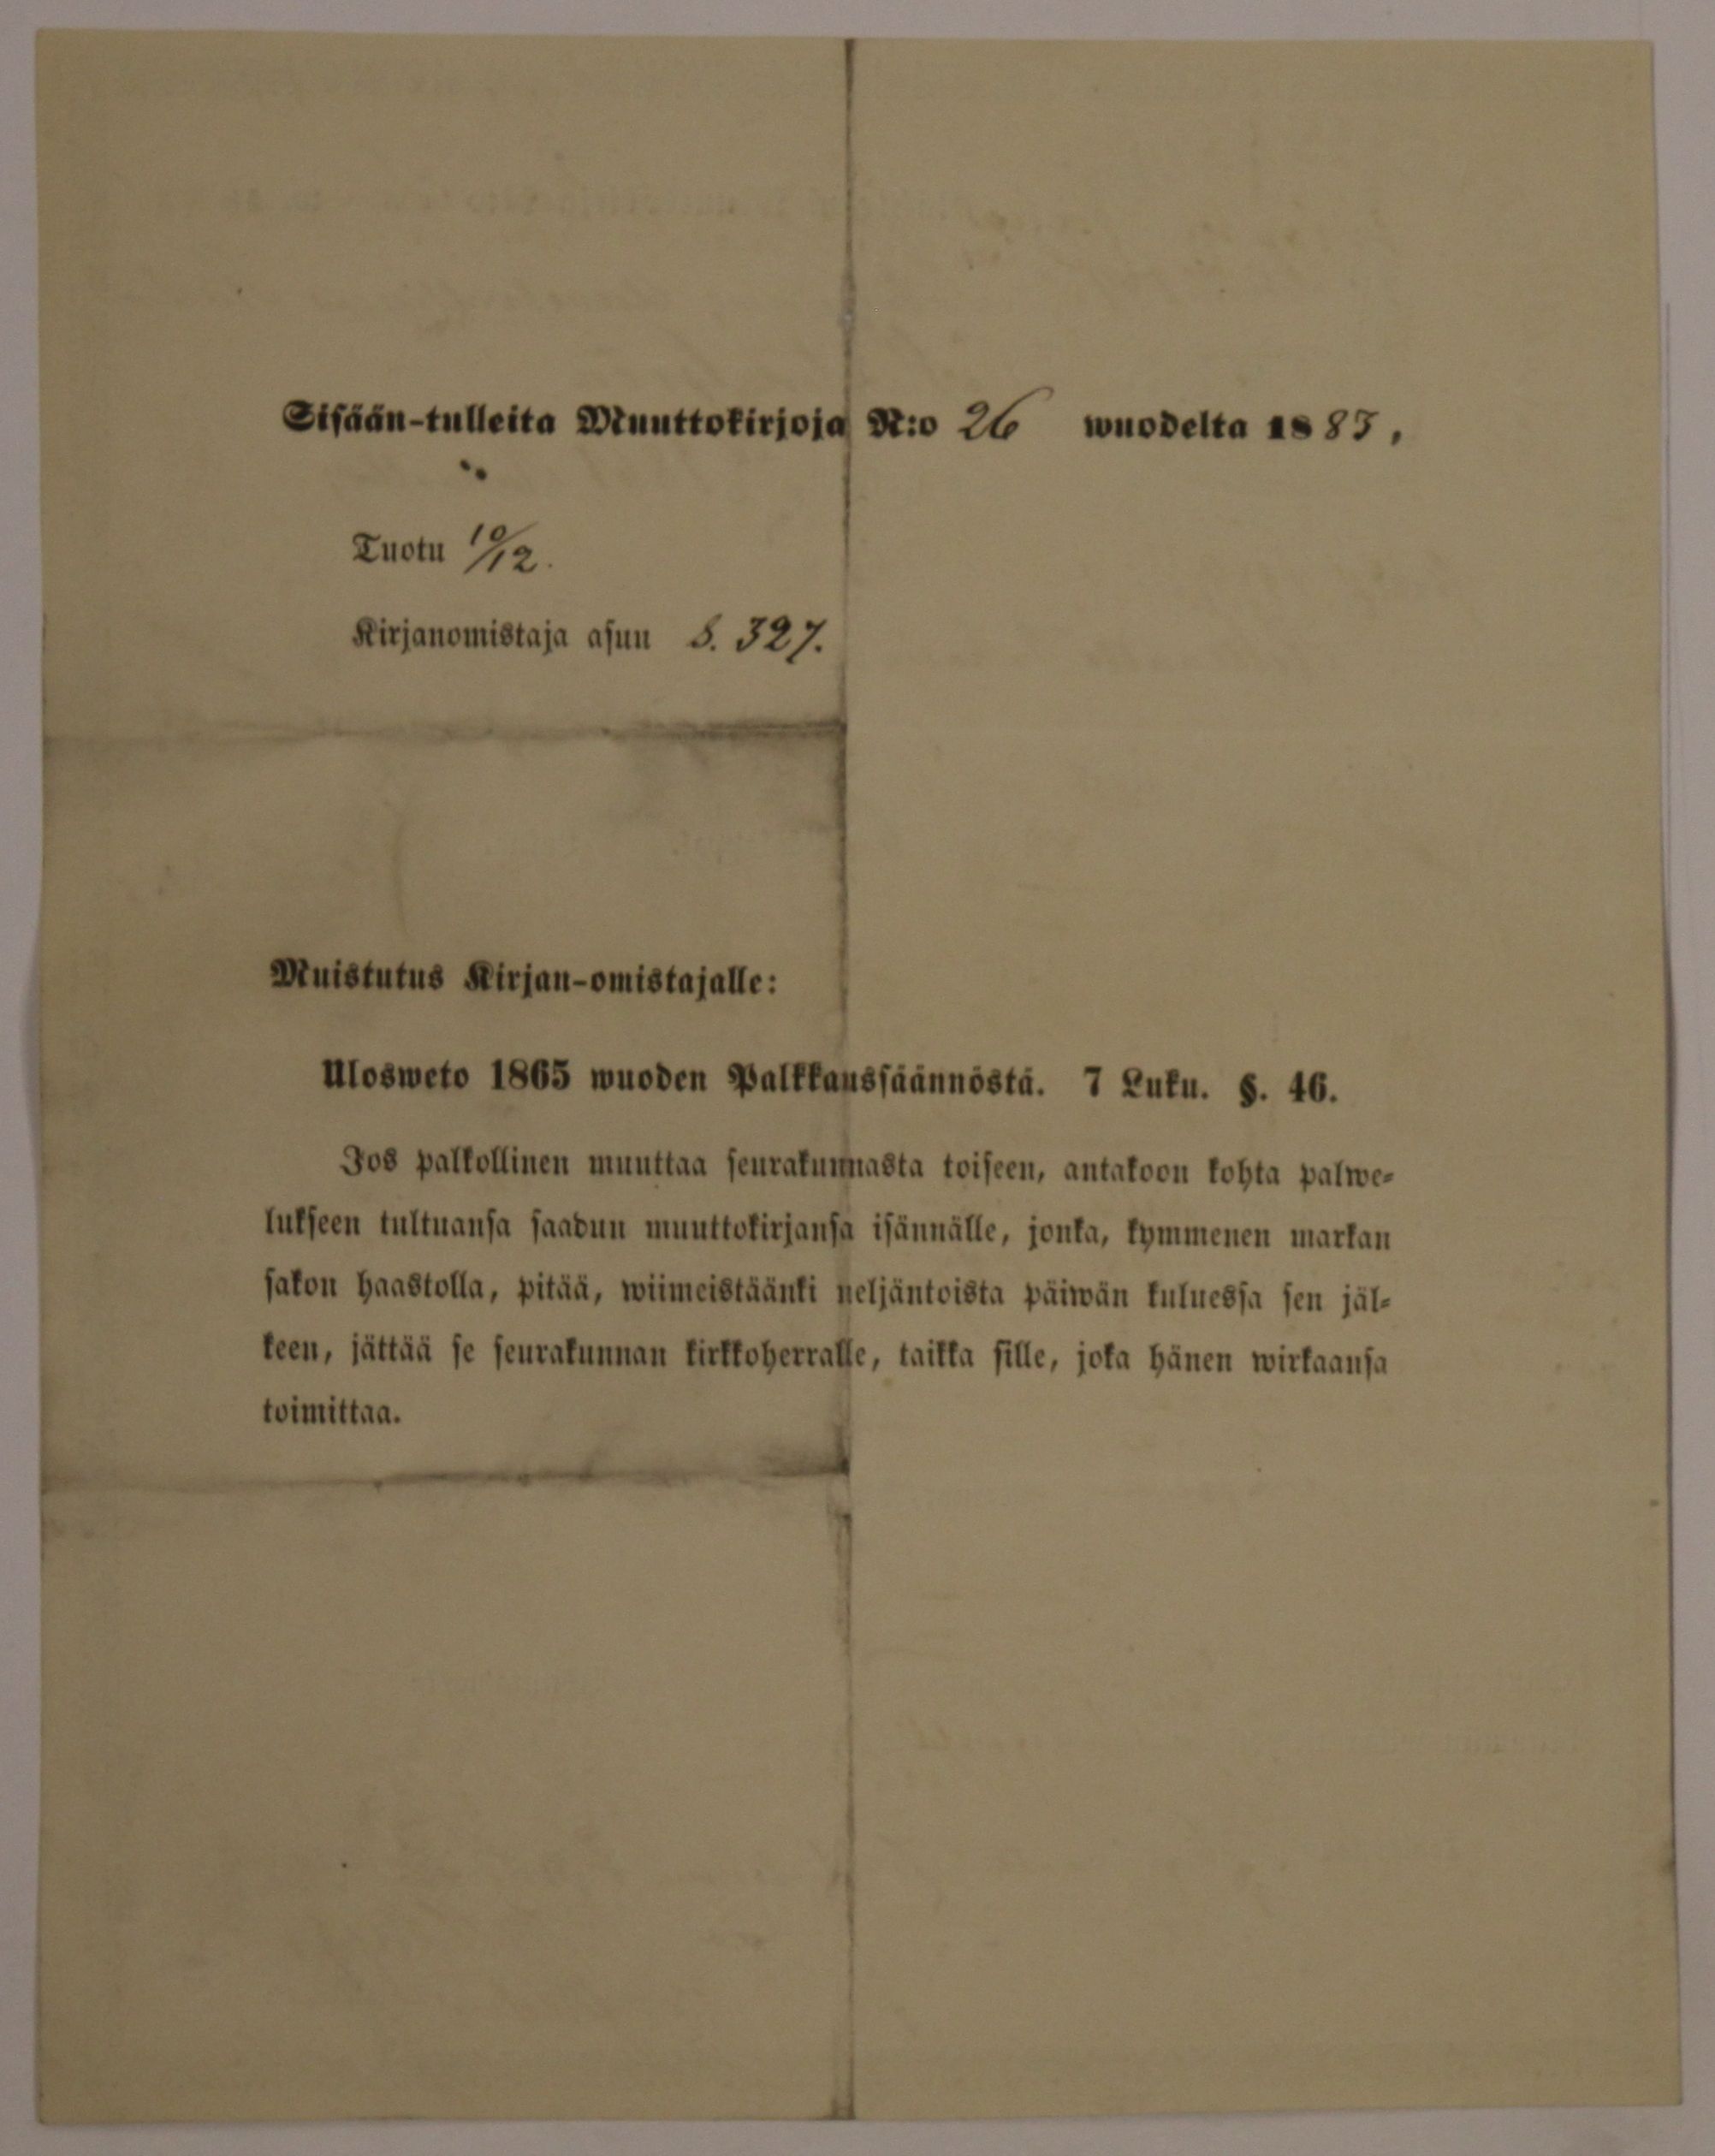 Sisään-tulleita Muuttokirjoja N:o 26 wuodelta 1883,
Tuotu 10/12.
Kirjanomistaja asuu S. 327.
Muistutus Kirjan-omistajalle:
Ulosweto 1865 wuoden Palkkaussäännöstä. 7 Luku. §. 46.
Jos palkollinen muuttaa seurakunnasta toiseen, antakoon kohta palwe-
lukseen tultuansa saadun muuttokirjansa isännälle, jonka, kymmenen markan
sakon haastolla, pitää, wiimeistäänki neljäntoista päiwän kuluessa sen jäl-
keen, jättää se seurakunnan kirkkoherralle, taikka sille, joka hänen wirkaansa
toimittaa.